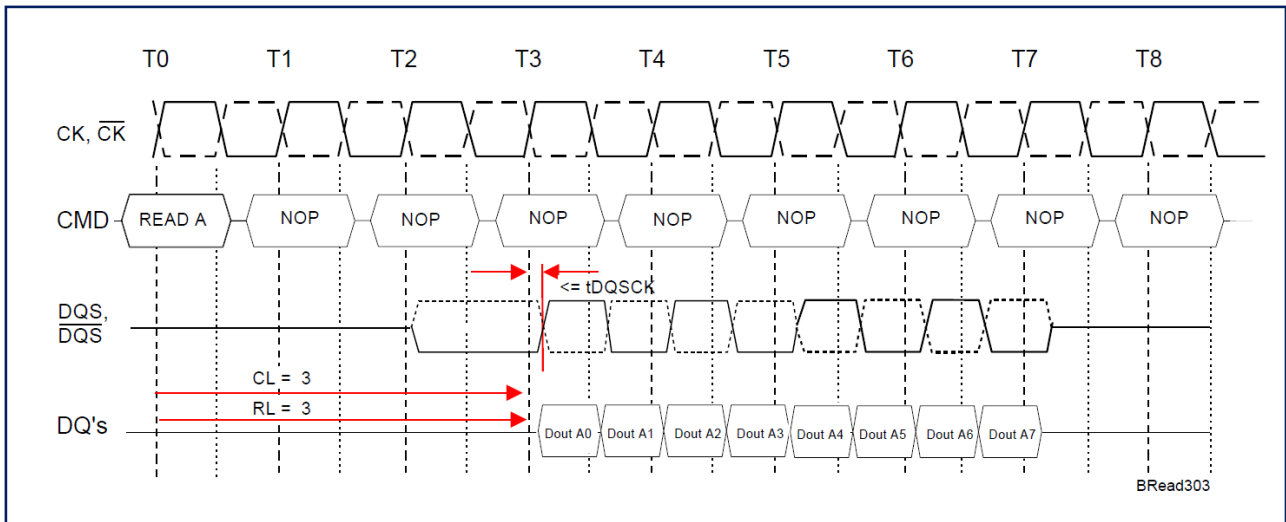 T0 T1 T2 T3 T4 T5 T6 T7 T8
CK, CK
CMD READ A NOP NOP NOP NOP NOP NOP NOP NOP
<= tDQSCK
DQS,
DQS
CL = 3
RL = 3
DQ's Dout A0 Dout A1 Dout A2 Dout A3 Dout A4 Dout A5 Dout A6 Dout A7
BRead303